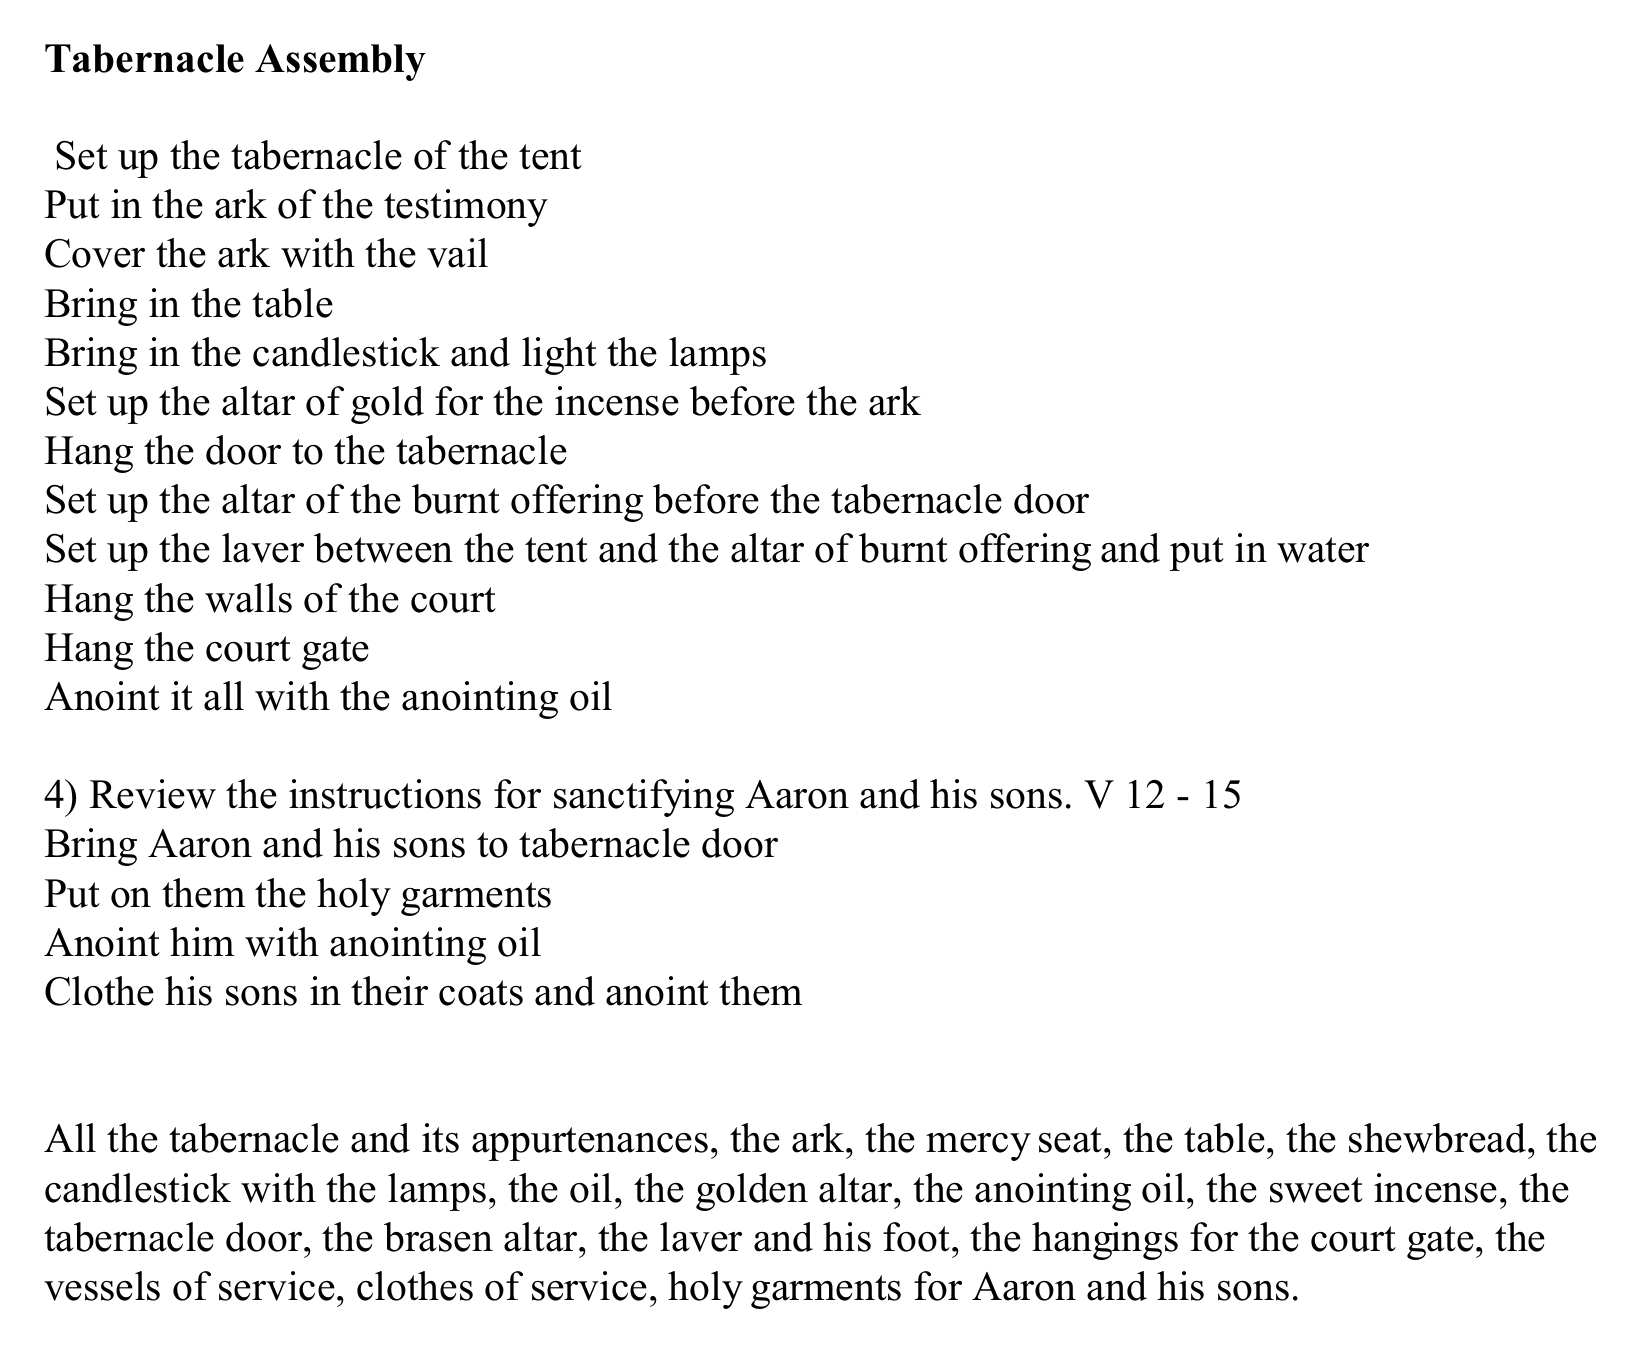 Tabernacle Assembly
Set up the tabernacle of the tent
Put in the ark of the testimony
Cover the ark with the vail
Bring in the table
Bring in the candlestick and light the lamps
Set up the altar of gold for the incense before the ark
Hang the door to the tabernacle
Set up the altar of the burnt offering before the tabernacle door
Set up the laver between the tent and the altar of burnt offering and put in water
Hang the walls of the court
Hang the court gate
Anoint it all with the anointing oil
4) Review the instructions for sanctifying Aaron and his sons. V 12 - 15
Bring Aaron and his sons to tabernacle door
Put on them the holy garments
Anoint him with anointing oil
Clothe his sons in their coats and anoint them
All the tabernacle and its appurtenances, the ark, the mercy seat, the table, the shewbread, the
candlestick with the lamps, the oil, the golden altar, the anointing oil, the sweet incense, the
tabernacle door, the brasen altar, the laver and his foot, the hangings for the court gate, the
vessels of service, clothes of service, holy garments for Aaron and his sons.